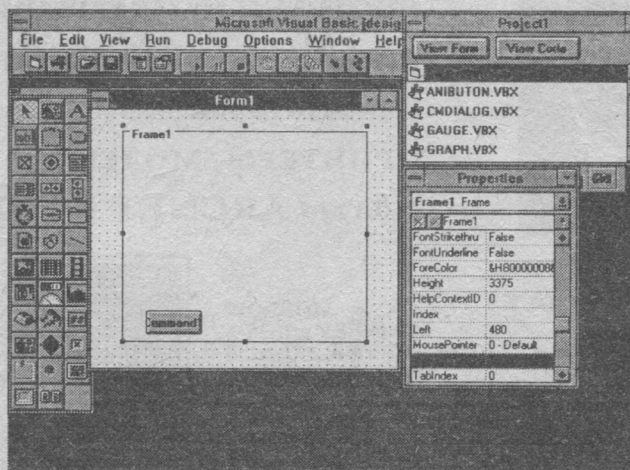 Microsoft Visual Basic [desig
File Edit View Run Debug Options Window Help
Form1
Frame1
Command
Project1
View Form View Code
ANIBUTON.VBX
CMDIALOG.VBX
GAUGE.VBX
GRAPH.VBX
Properties
Frame1 Frame
Frame1
FontStrikethru False
FontUnderline False
ForeColor
Height 3375
HelpContextID 0
Index
Left 480
MousePointer 0 - Default
TabIndex 0